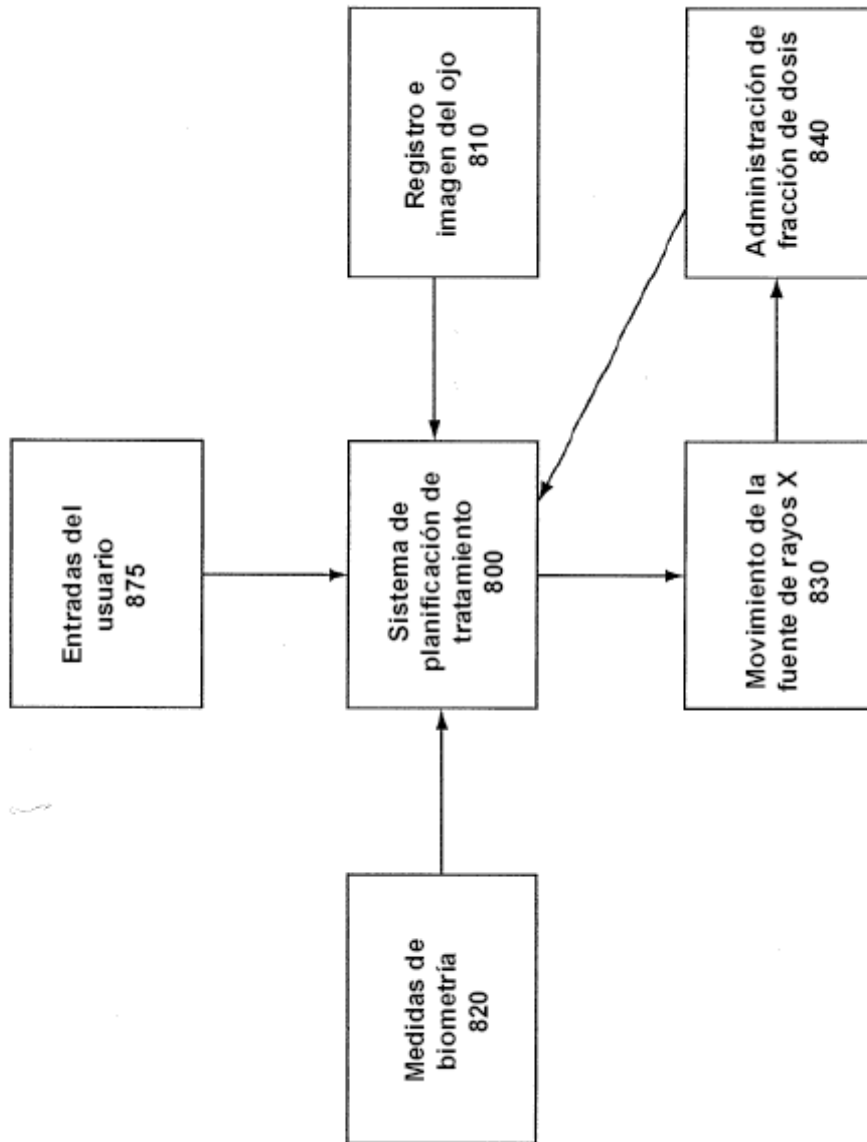 Entradas del
usuario
875
Medidas de
biometría
820
Sistema de
planificación de
tratamiento
800
Registro e
imagen del ojo
810
Movimiento de la
fuente de rayos X
830
Administración de
fracción de dosis
840